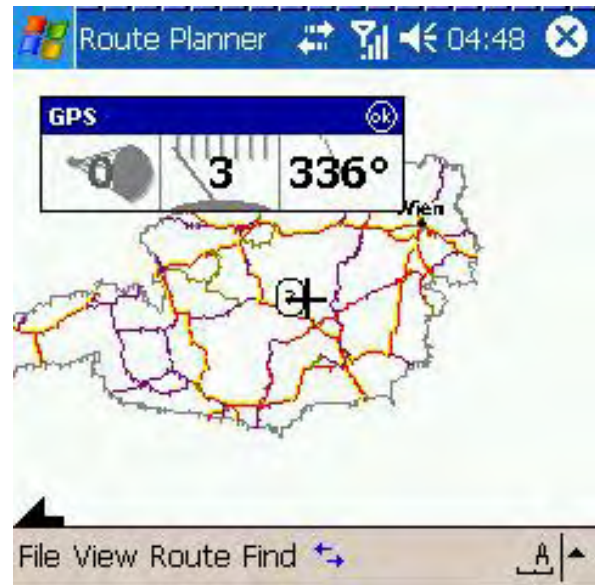 Route Planner 04:48
GPS ok
0 3 336°
Wien
File View Route Find A